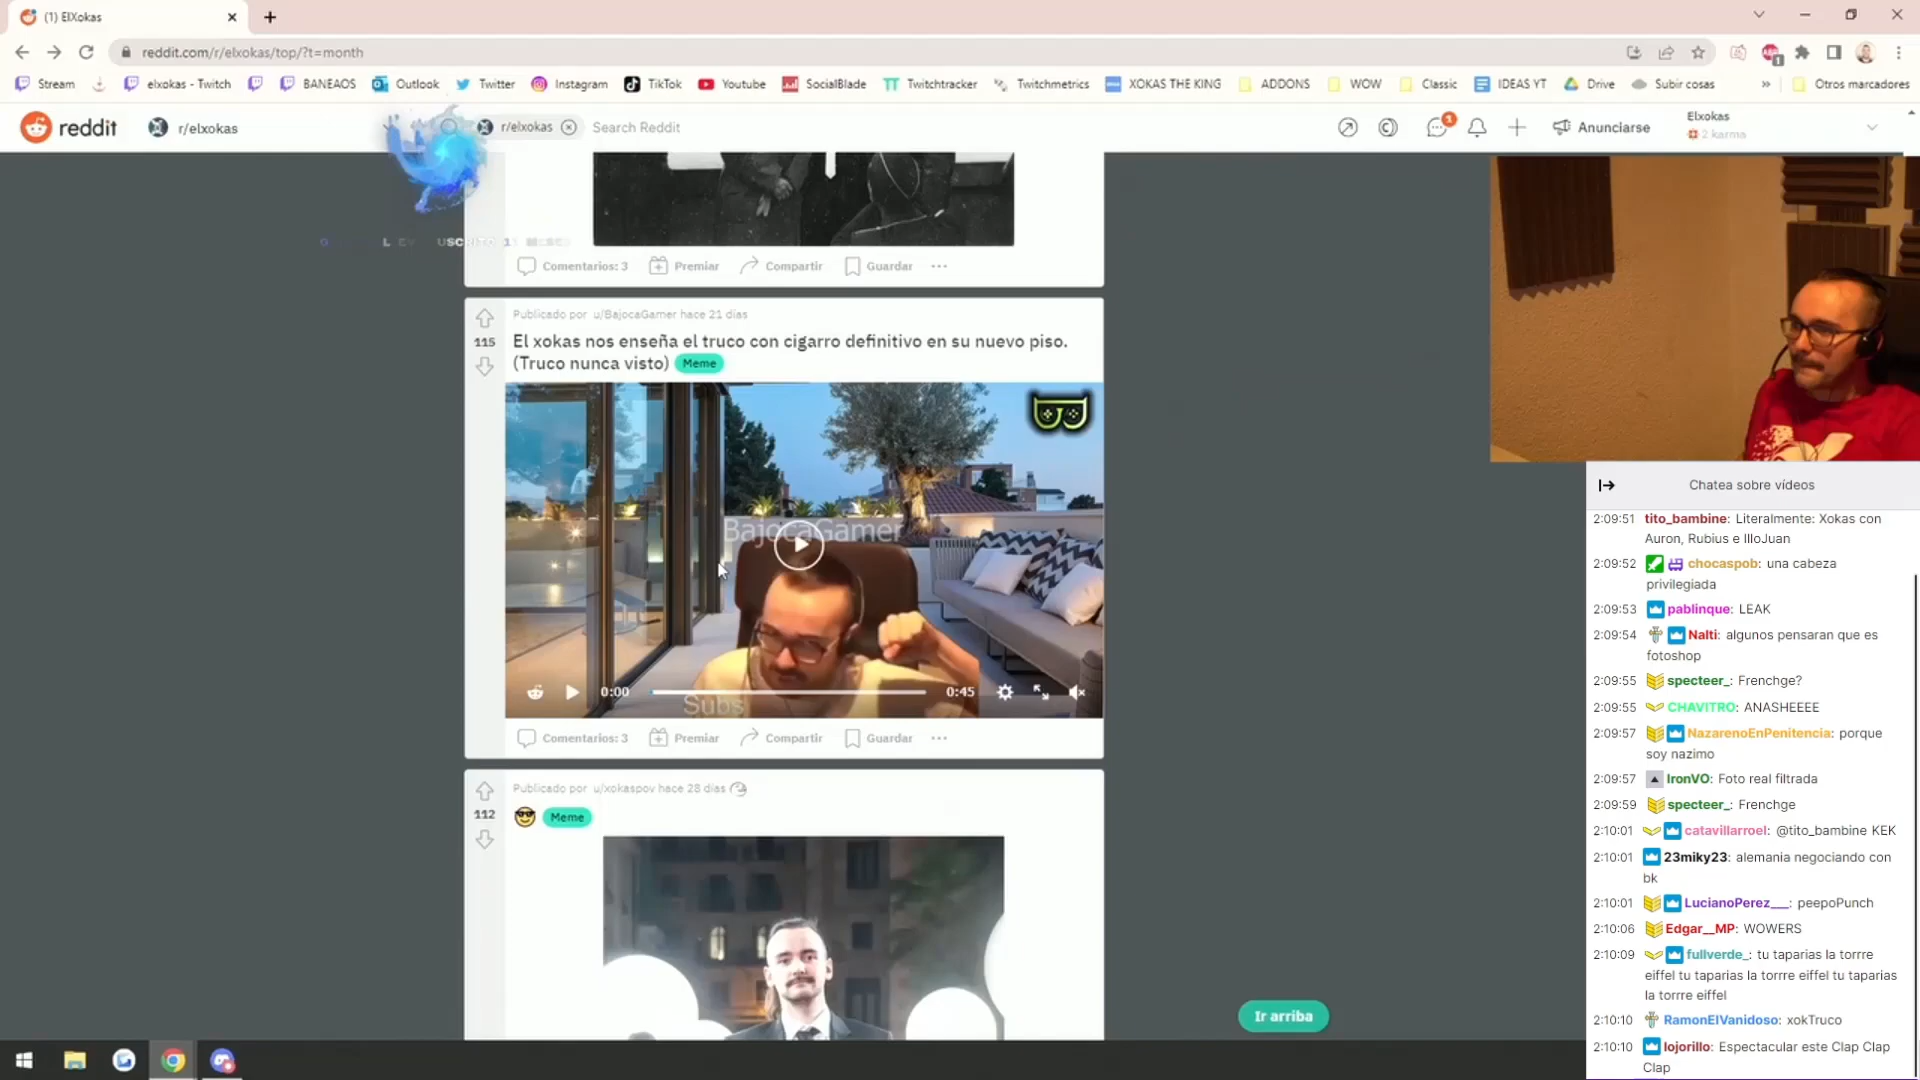 (1) ElXokas
reddit.com/r/elxokas/top/?t=month
Stream
elxokas - Twitch
BANEAOS
Outlook
Twitter
Instagram
TikTok
Youtube
SocialBlade
Twitchtracker
Twitchmetrics
XOKAS THE KING
ADDONS
WOW
Classic
IDEAS YT
Drive
Subir cosas
»
Otros marcadores
reddit
r/elxokas
r/elxokas
Search Reddit
1
Anunciarse
Elxokas
2 karma
Comentarios: 3
Premiar
Compartir
Guardar
115
Publicado por u/BajocaGamer hace 21 días
El xokas nos enseña el truco con cigarro definitivo en su nuevo piso.
(Truco nunca visto) Meme
BajocaGamer
0:00
0:45
Subs
Comentarios: 3
Premiar
Compartir
Guardar
112
Publicado por u/xokaspov hace 28 días
Meme
Ir arriba
Chatea sobre vídeos
2:09:51 tito_bambine: Literalmente: Xokas con
Auron, Rubius e IlloJuan
2:09:52 chocaspob: una cabeza
privilegiada
2:09:53 pablinque: LEAK
2:09:54 Nalti: algunos pensaran que es
fotoshop
2:09:55 specteer_: Frenchge?
2:09:55 CHAVITRO: ANASHEEEE
2:09:57 NazarenoEnPenitencia: porque
soy nazimo
2:09:57 IronVO: Foto real filtrada
2:09:59 specteer_: Frenchge
2:10:01 catavillarroel: @tito_bambine KEK
2:10:01 23miky23: alemania negociando con
bk
2:10:01 LucianoPerez___: peepoPunch
2:10:06 Edgar__MP: WOWERS
2:10:09 fullverde_: tu taparias la torrre
eiffel tu taparias la torrre eiffel tu taparias
la torrre eiffel
2:10:10 RamonElVanidoso: xokTruco
2:10:10 lojorillo: Espectacular este Clap Clap
Clap